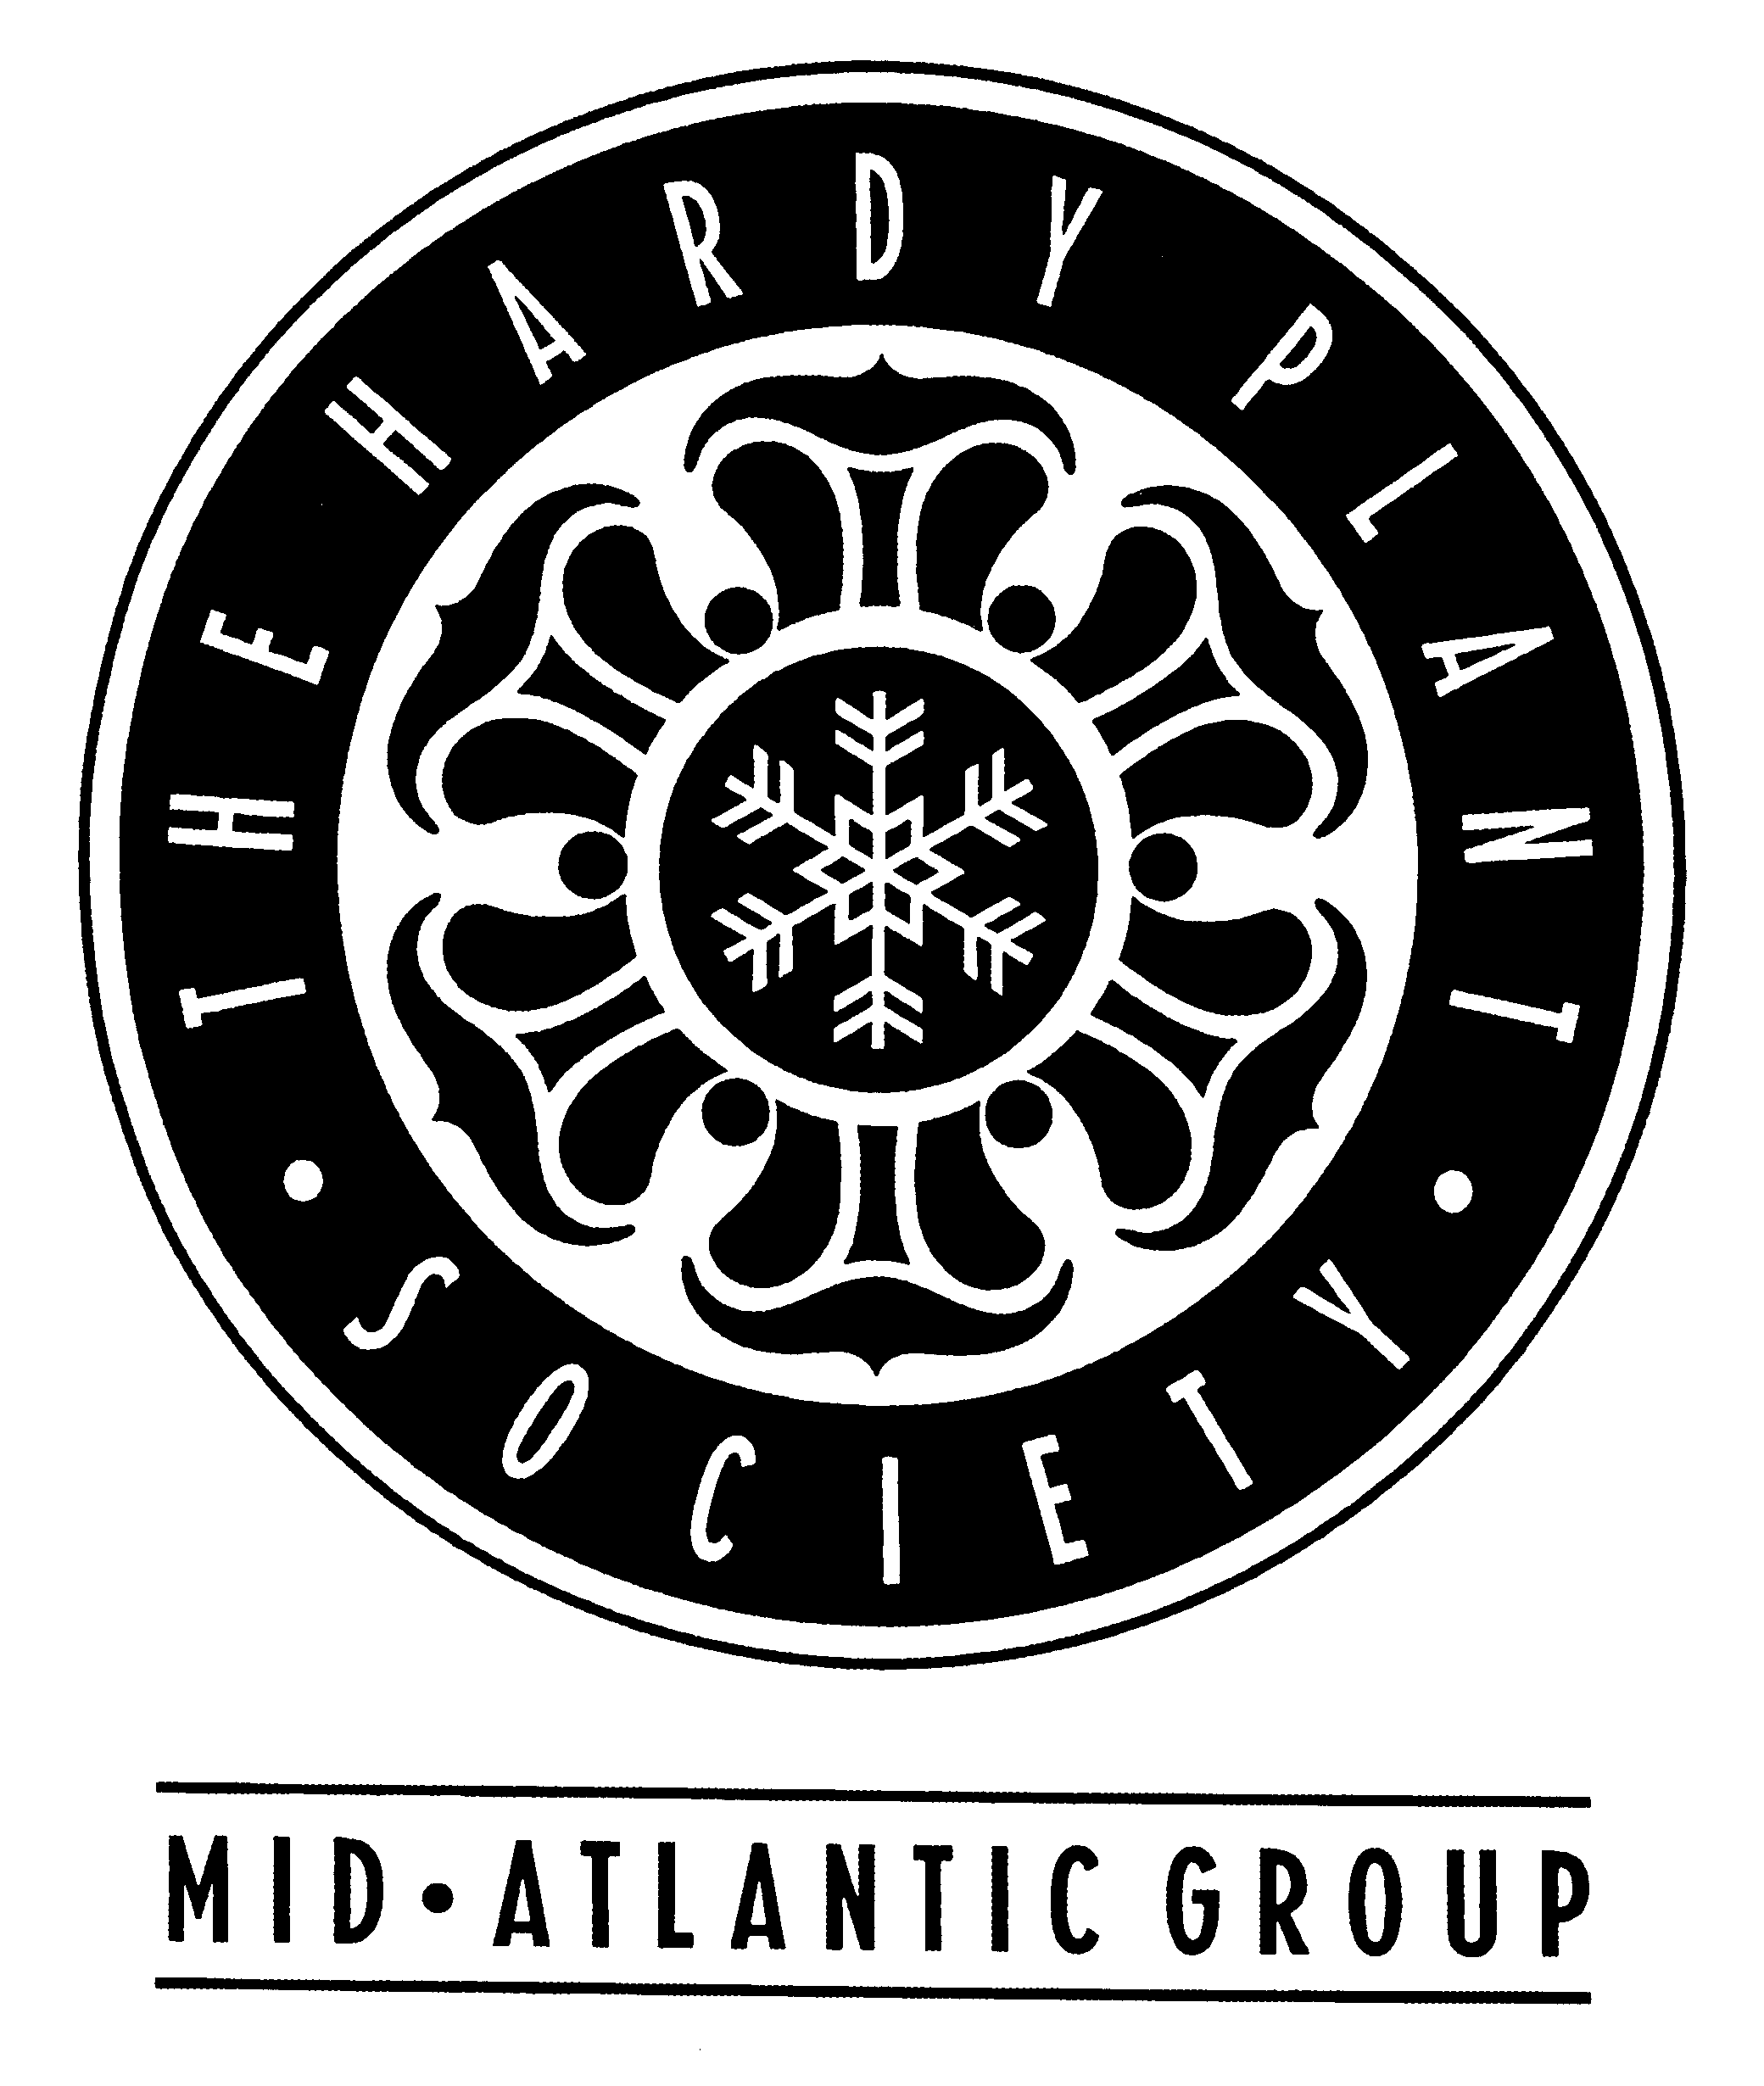 THE HARDY PLANT
• SOCIETY •
MID•ATLANTIC GROUP